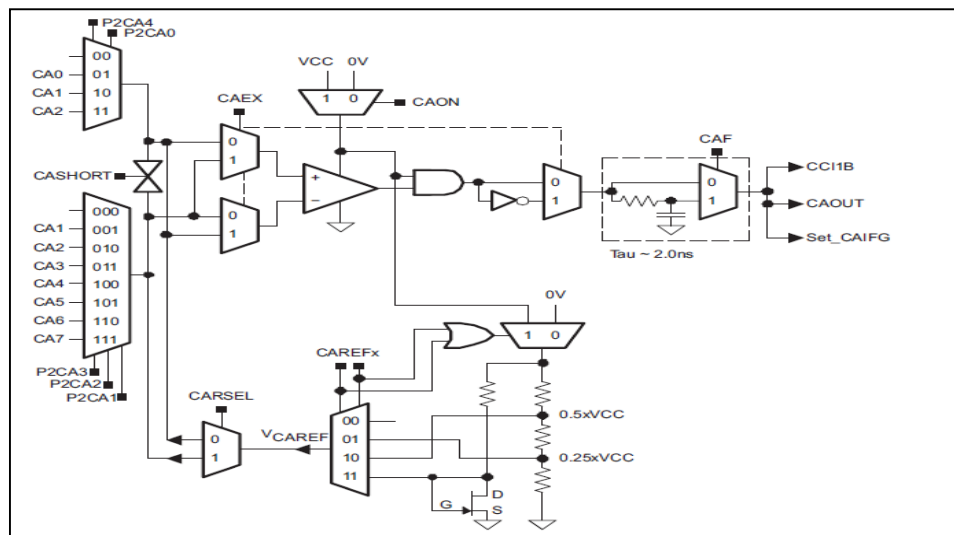 P2CA4
P2CA0
00
CA0 01
CA1 10
CA2 11
VCC 0V
1 0
CAON
CAEX
0
1
CASHORT
0
1
+
−
0
1
CAF
0
1
CCI1B
CAOUT
Set_CAIFG
Tau ~ 2.0ns
000
CA1 001
CA2 010
CA3 011
CA4 100
CA5 101
CA6 110
CA7 111
P2CA3
P2CA2
P2CA1
0V
1 0
CAREFx
CARSEL
0
1
VCAREF
00
01
10
11
0.5xVCC
0.25xVCC
G
D
S